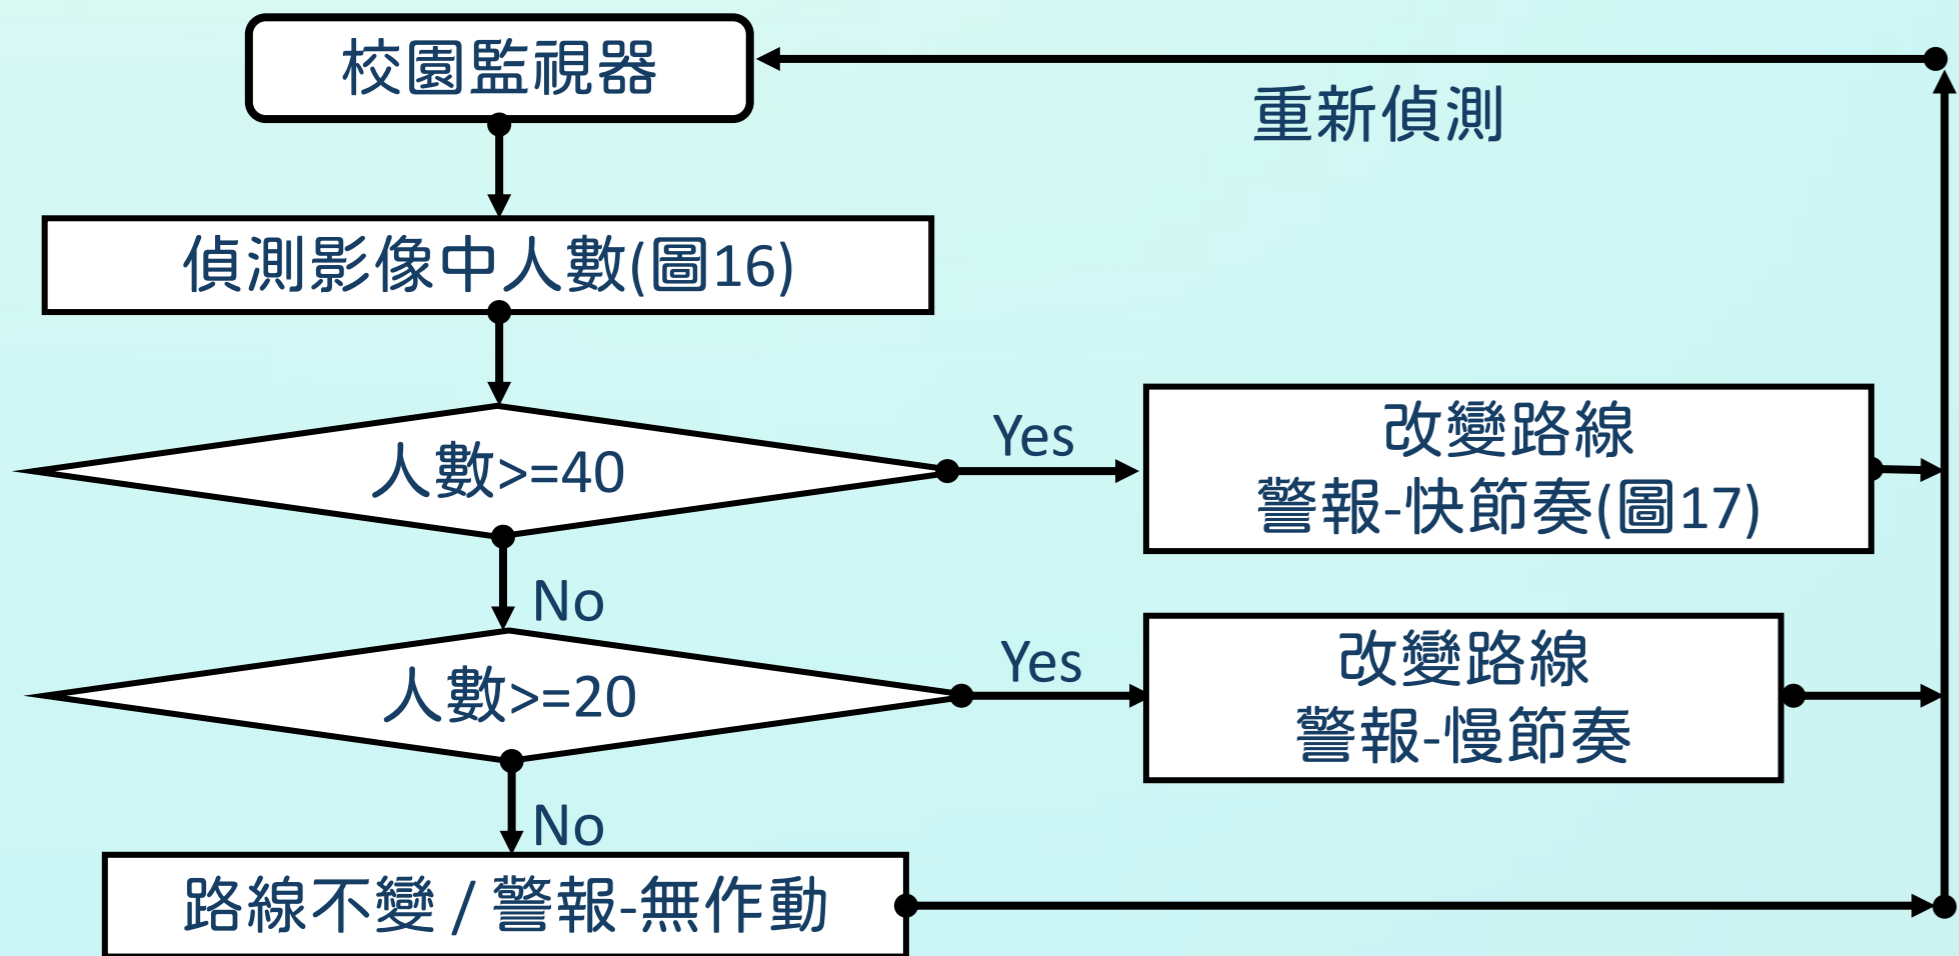 校園監視器
重新偵測
偵測影像中人數(圖16)
人數>=40
Yes
改變路線
警報-快節奏(圖17)
No
人數>=20
Yes
改變路線
警報-慢節奏
No
路線不變 / 警報-無作動